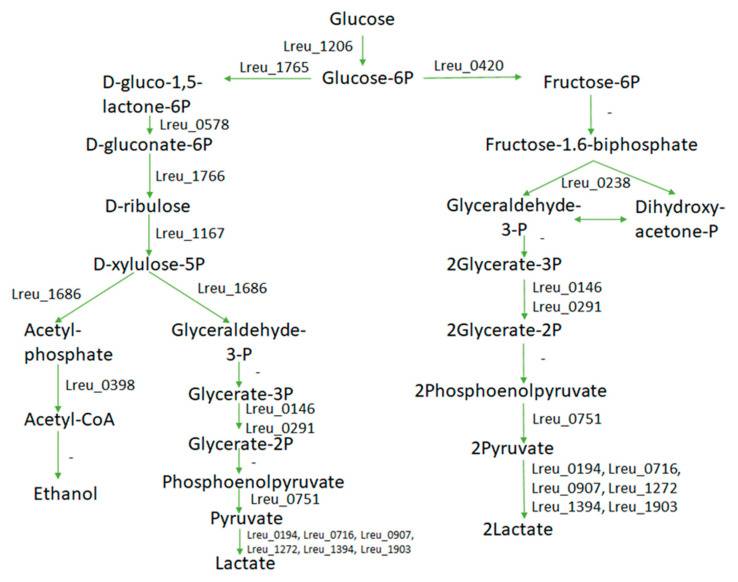 Glucose
Lreu_1206
Lreu_1765
Lreu_0420
D-gluco-1,5-
lactone-6P
Glucose-6P
Fructose-6P
Lreu_0578
-
D-gluconate-6P
Fructose-1.6-biphosphate
Lreu_1766
Lreu_0238
D-ribulose
Glyceraldehyde-
3-P
Dihydroxy-
acetone-P
Lreu_1167
-
D-xylulose-5P
2Glycerate-3P
Lreu_1686
Lreu_1686
Lreu_0146
Lreu_0291
Acetyl-
phosphate
Glyceraldehyde-
3-P
2Glycerate-2P
Lreu_0398
-
-
Glycerate-3P
2Phosphoenolpyruvate
Acetyl-CoA
Lreu_0146
Lreu_0291
Lreu_0751
Glycerate-2P
2Pyruvate
-
-
Ethanol
Phosphoenolpyruvate
Lreu_0751
Lreu_0194, Lreu_0716,
Lreu_0907, Lreu_1272
Lreu_1394, Lreu_1903
Pyruvate
2Lactate
Lreu_0194, Lreu_0716, Lreu_0907,
Lreu_1272, Lreu_1394, Lreu_1903
Lactate